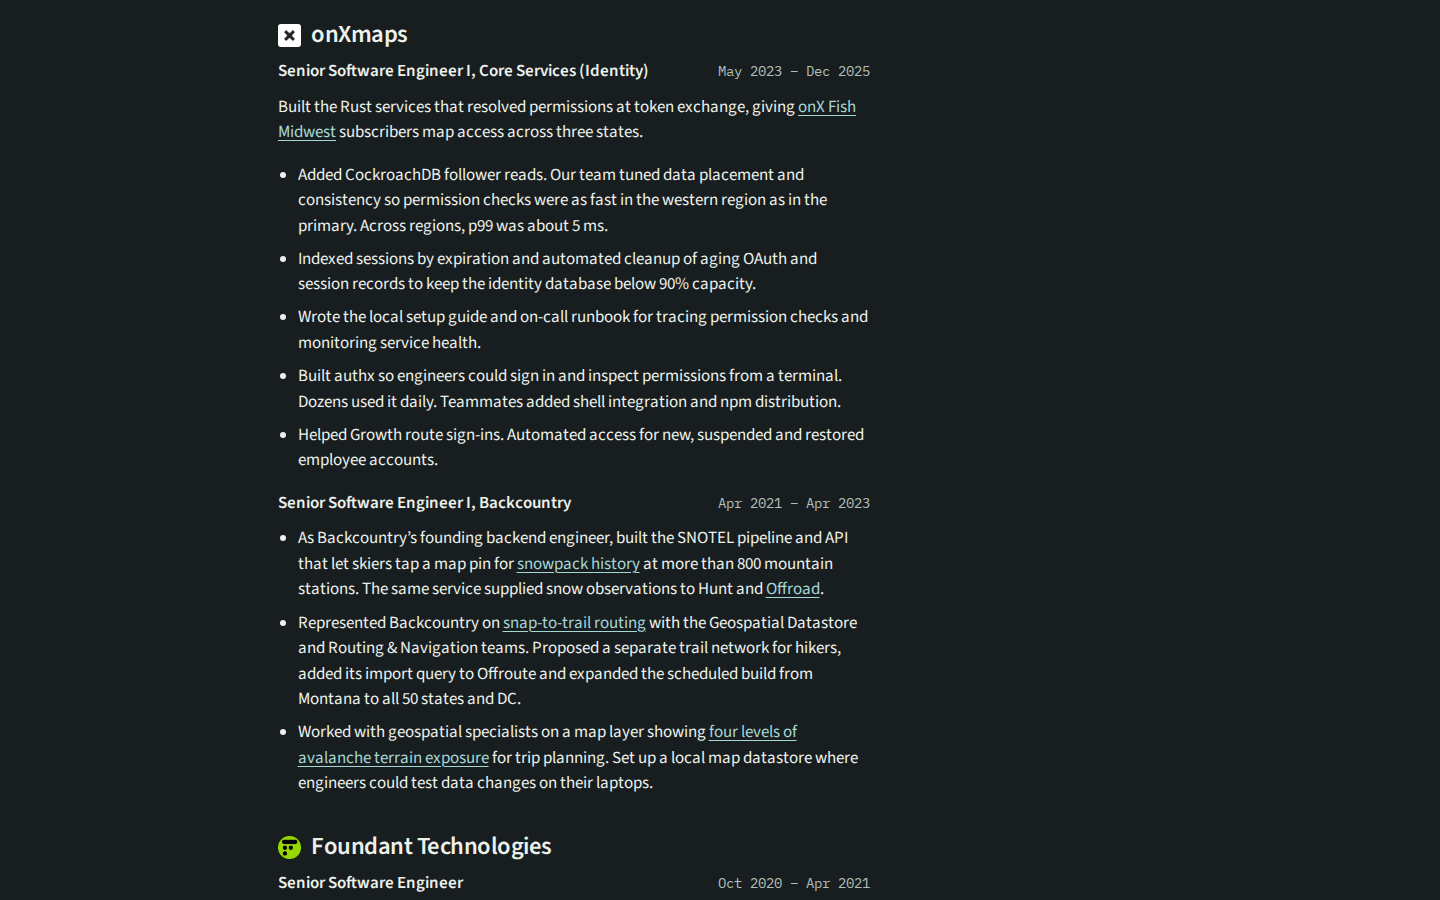 onXmaps
Senior Software Engineer I, Core Services (Identity)
May 2023 – Dec 2025
Built the Rust services that resolved permissions at token exchange, giving onX Fish
Midwest subscribers map access across three states.
Added CockroachDB follower reads. Our team tuned data placement and
consistency so permission checks were as fast in the western region as in the
primary. Across regions, p99 was about 5 ms.
Indexed sessions by expiration and automated cleanup of aging OAuth and
session records to keep the identity database below 90% capacity.
Wrote the local setup guide and on-call runbook for tracing permission checks and
monitoring service health.
Built authx so engineers could sign in and inspect permissions from a terminal.
Dozens used it daily. Teammates added shell integration and npm distribution.
Helped Growth route sign-ins. Automated access for new, suspended and restored
employee accounts.
Senior Software Engineer I, Backcountry
Apr 2021 – Apr 2023
As Backcountry’s founding backend engineer, built the SNOTEL pipeline and API
that let skiers tap a map pin for snowpack history at more than 800 mountain
stations. The same service supplied snow observations to Hunt and Offroad.
Represented Backcountry on snap-to-trail routing with the Geospatial Datastore
and Routing & Navigation teams. Proposed a separate trail network for hikers,
added its import query to Offroute and expanded the scheduled build from
Montana to all 50 states and DC.
Worked with geospatial specialists on a map layer showing four levels of
avalanche terrain exposure for trip planning. Set up a local map datastore where
engineers could test data changes on their laptops.
Foundant Technologies
Senior Software Engineer
Oct 2020 – Apr 2021